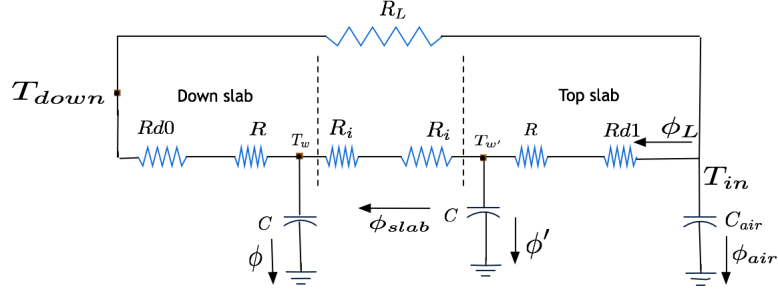 R_L
T_down
Down slab
Top slab
Rd0
R
T_w
R_i
R_i
T_w'
R
Rd1
ϕ_L
T_in
C
ϕ
ϕ_slab
C
ϕ'
C_air
ϕ_air